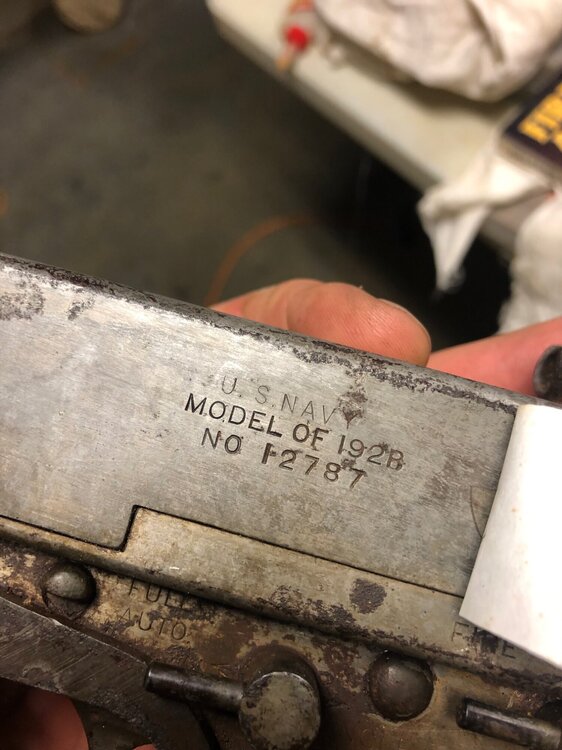 U.S. NAVY
MODEL OF 1928
NO 12787
FULL
AUTO
FIRE